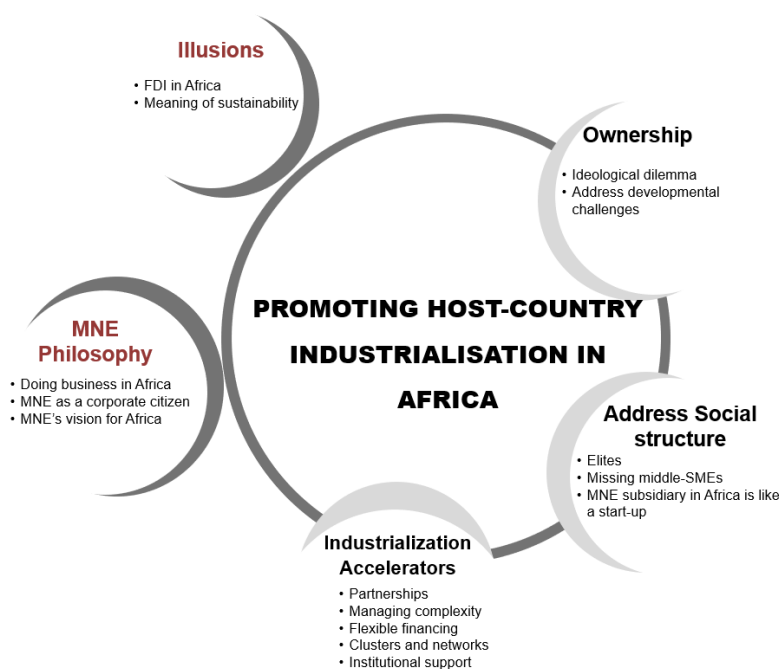 Illusions
• FDI in Africa
• Meaning of sustainability
Ownership
• Ideological dilemma
• Address developmental
challenges
PROMOTING HOST-COUNTRY
INDUSTRIALISATION IN
AFRICA
MNE
Philosophy
• Doing business in Africa
• MNE as a corporate citizen
• MNE's vision for Africa
Address Social
structure
• Elites
• Missing middle-SMEs
• MNE subsidiary in Africa is like
a start-up
Industrialization
Accelerators
• Partnerships
• Managing complexity
• Flexible financing
• Clusters and networks
• Institutional support